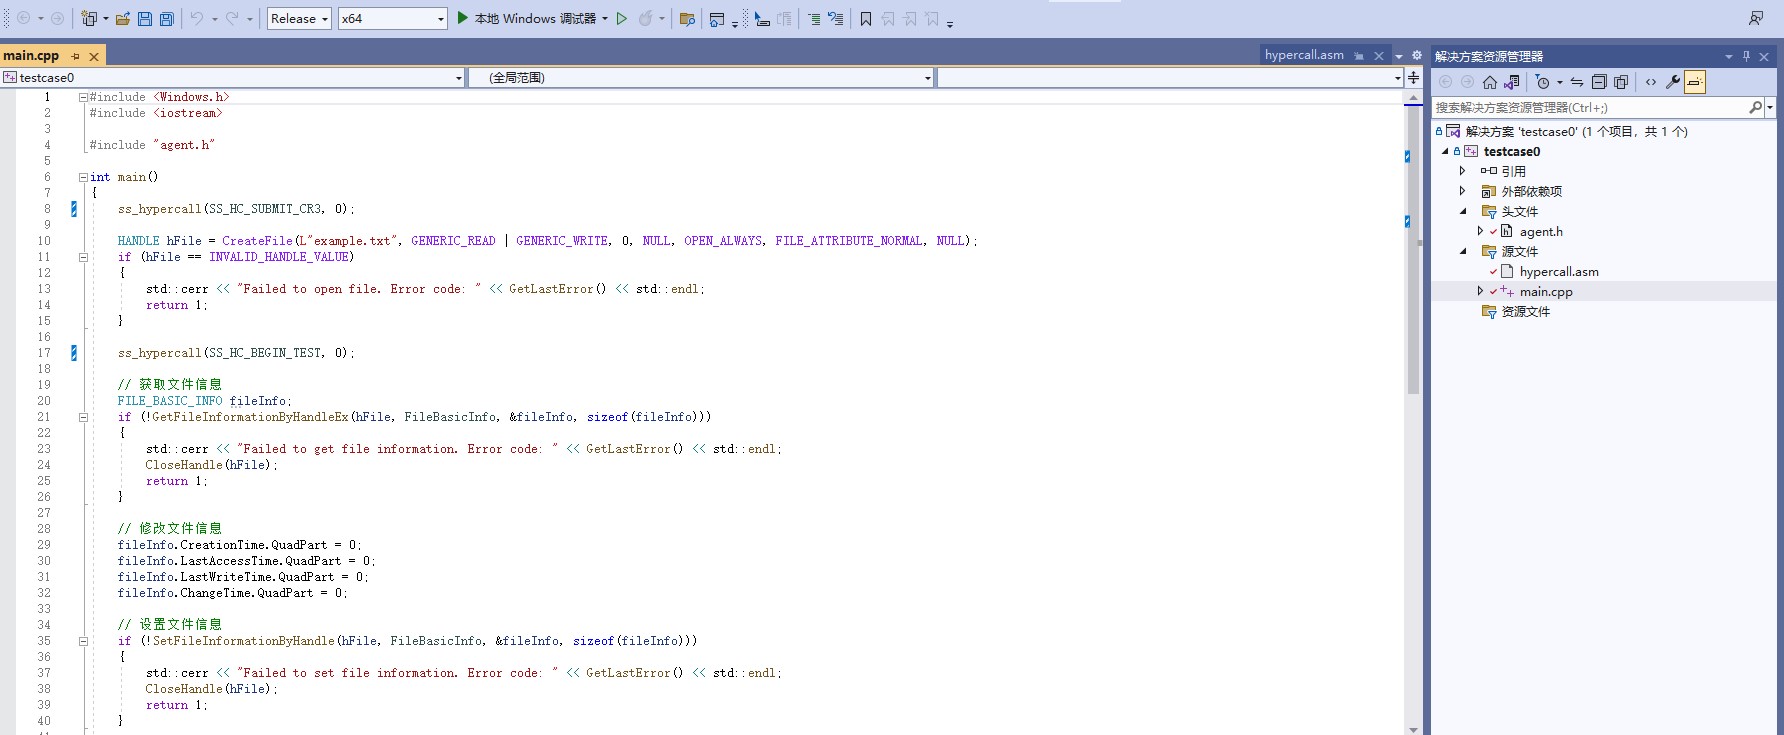 Release
x64
本地 Windows 调试器
main.cpp
hypercall.asm
testcase0
(全局范围)
1 #include <Windows.h>
2 #include <iostream>
3
4 #include "agent.h"
5
6 int main()
7 {
8 ss_hypercall(SS_HC_SUBMIT_CR3, 0);
9
10 HANDLE hFile = CreateFile(L"example.txt", GENERIC_READ | GENERIC_WRITE, 0, NULL, OPEN_ALWAYS, FILE_ATTRIBUTE_NORMAL, NULL);
11 if (hFile == INVALID_HANDLE_VALUE)
12 {
13 std::cerr << "Failed to open file. Error code: " << GetLastError() << std::endl;
14 return 1;
15 }
16
17 ss_hypercall(SS_HC_BEGIN_TEST, 0);
18
19 // 获取文件信息
20 FILE_BASIC_INFO fileInfo;
21 if (!GetFileInformationByHandleEx(hFile, FileBasicInfo, &fileInfo, sizeof(fileInfo)))
22 {
23 std::cerr << "Failed to get file information. Error code: " << GetLastError() << std::endl;
24 CloseHandle(hFile);
25 return 1;
26 }
27
28 // 修改文件信息
29 fileInfo.CreationTime.QuadPart = 0;
30 fileInfo.LastAccessTime.QuadPart = 0;
31 fileInfo.LastWriteTime.QuadPart = 0;
32 fileInfo.ChangeTime.QuadPart = 0;
33
34 // 设置文件信息
35 if (!SetFileInformationByHandle(hFile, FileBasicInfo, &fileInfo, sizeof(fileInfo)))
36 {
37 std::cerr << "Failed to set file information. Error code: " << GetLastError() << std::endl;
38 CloseHandle(hFile);
39 return 1;
40 }
解决方案资源管理器
搜索解决方案资源管理器(Ctrl+;)
解决方案 'testcase0' (1 个项目，共 1 个)
testcase0
引用
外部依赖项
头文件
agent.h
源文件
hypercall.asm
main.cpp
资源文件